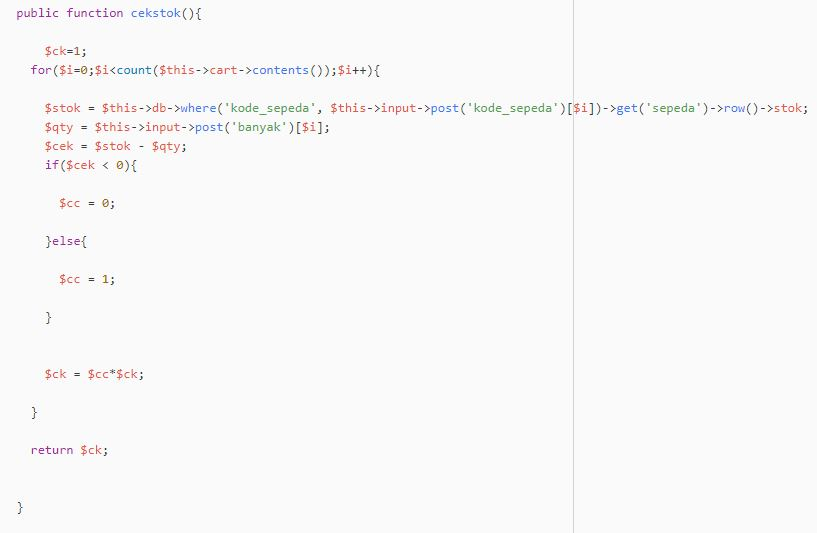 public function cekstok(){
$ck=1;
for($i=0;$i<count($this->cart->contents());$i++){
$stok = $this->db->where('kode_sepeda', $this->input->post('kode_sepeda')[$i])->get('sepeda')->row()->stok;
$qty = $this->input->post('banyak')[$i];
$cek = $stok - $qty;
if($cek < 0){
$cc = 0;
}else{
$cc = 1;
}
$ck = $cc*$ck;
}
return $ck;
}